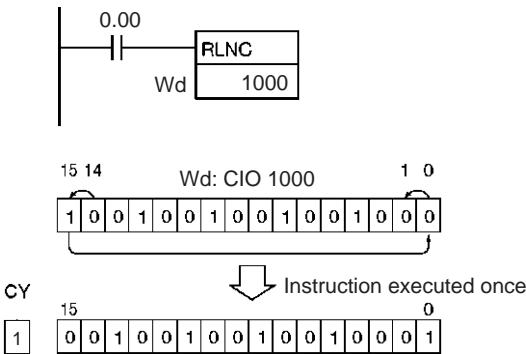 0.00
RLNC
Wd 1000
15 14 1 0
Wd: CIO 1000
1 0 0 1 0 0 1 0 0 1 0 0 1 0 0 0
Instruction executed once
CY 15 0
1 0 0 1 0 0 1 0 0 1 0 0 1 0 0 0 1